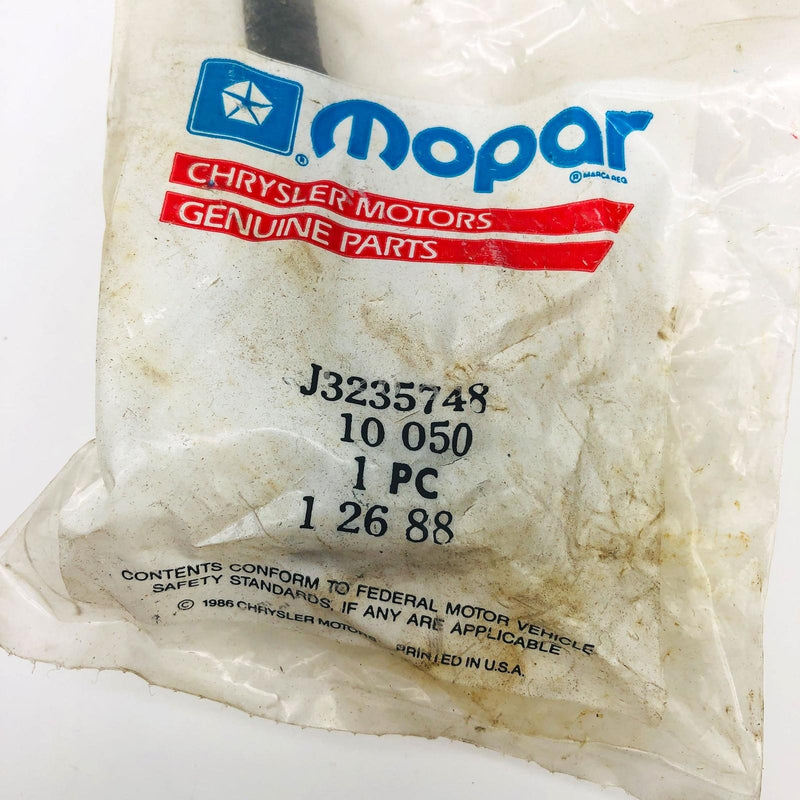 ® mopar
® MARCA REG
CHRYSLER MOTORS
GENUINE PARTS
J3235748
10 050
1 PC
1 26 88
CONTENTS CONFORM TO FEDERAL MOTOR VEHICLE
SAFETY STANDARDS, IF ANY ARE APPLICABLE
© 1986 CHRYSLER MOTORS PRINTED IN U.S.A.